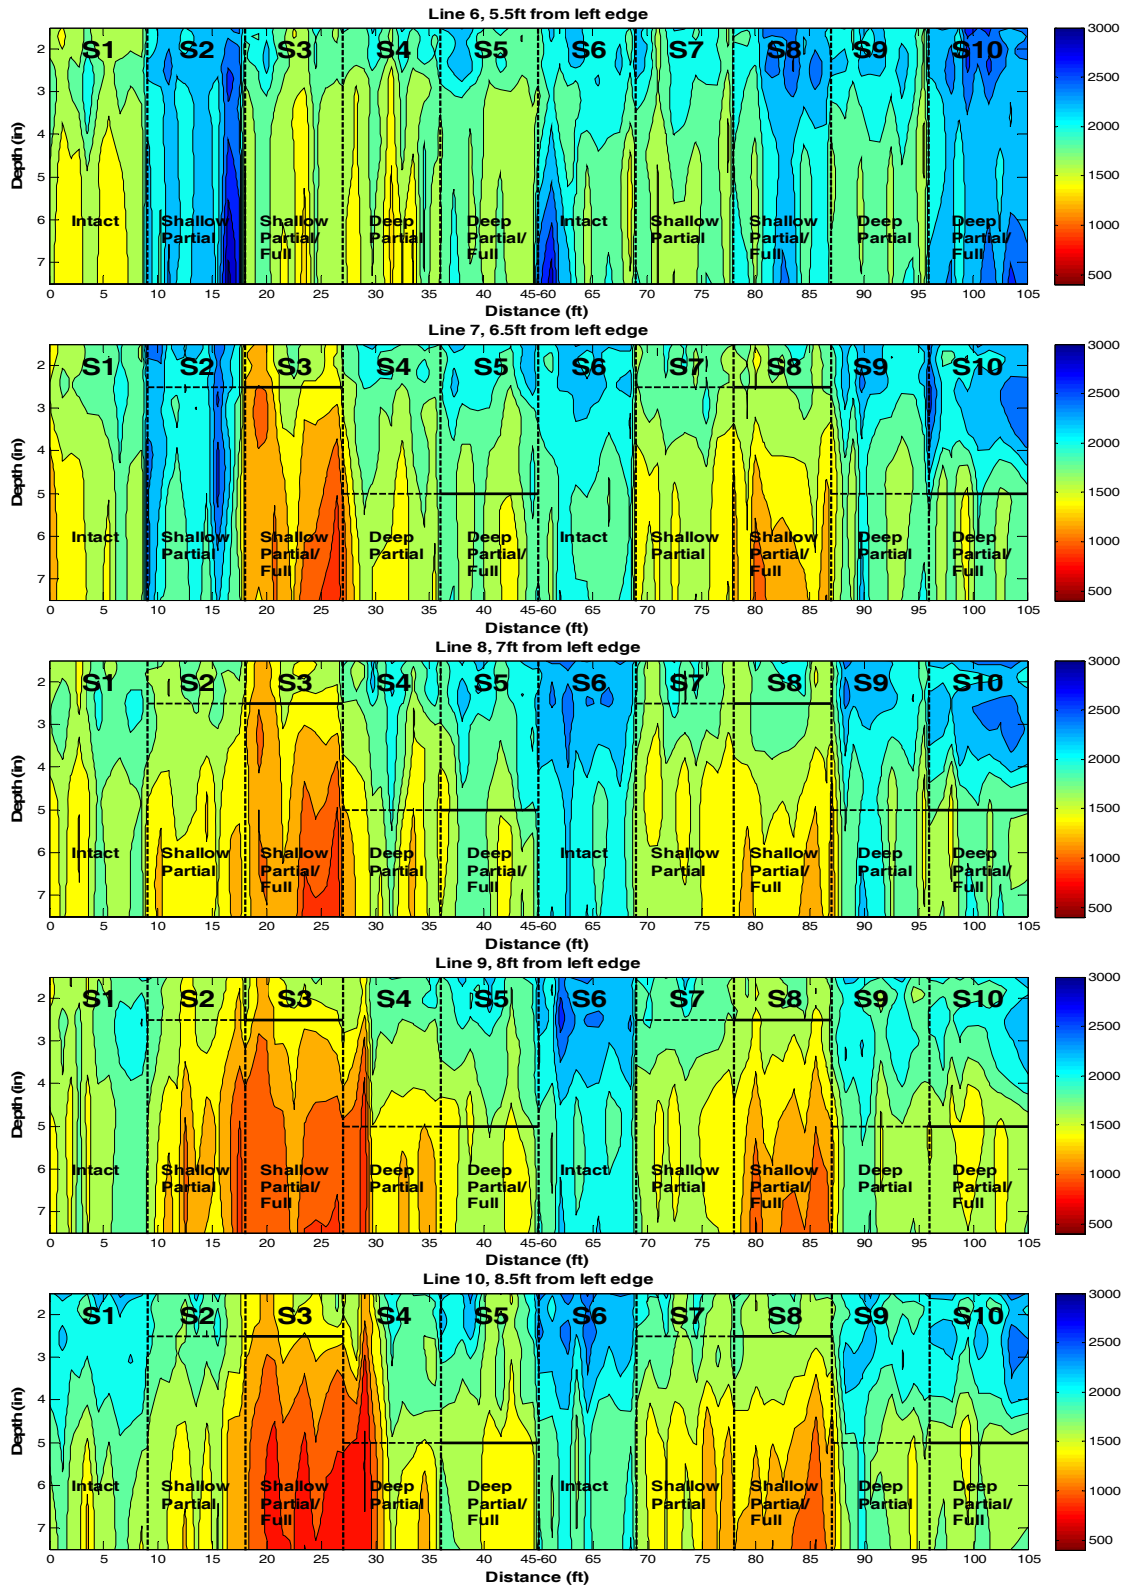 Line 6, 5.5ft from left edge
S1 S2 S3 S4 S5 S6 S7 S8 S9 S10
Depth (in)
2
3
4
5
6
7
Intact
Shallow Partial
Shallow Partial/ Full
Deep Partial
Deep Partial/ Full
Intact
Shallow Partial
Shallow Partial/ Full
Deep Partial
Deep Partial/ Full
0 5 10 15 20 25 30 35 40 45-60 65 70 75 80 85 90 95 100 105
Distance (ft)
3000
2500
2000
1500
1000
500
Line 7, 6.5ft from left edge
S1 S2 S3 S4 S5 S6 S7 S8 S9 S10
Depth (in)
2
3
4
5
6
7
Intact
Shallow Partial
Shallow Partial/ Full
Deep Partial
Deep Partial/ Full
Intact
Shallow Partial
Shallow Partial/ Full
Deep Partial
Deep Partial/ Full
0 5 10 15 20 25 30 35 40 45-60 65 70 75 80 85 90 95 100 105
Distance (ft)
3000
2500
2000
1500
1000
500
Line 8, 7ft from left edge
S1 S2 S3 S4 S5 S6 S7 S8 S9 S10
Depth (in)
2
3
4
5
6
7
Intact
Shallow Partial
Shallow Partial/ Full
Deep Partial
Deep Partial/ Full
Intact
Shallow Partial
Shallow Partial/ Full
Deep Partial
Deep Partial/ Full
0 5 10 15 20 25 30 35 40 45-60 65 70 75 80 85 90 95 100 105
Distance (ft)
3000
2500
2000
1500
1000
500
Line 9, 8ft from left edge
S1 S2 S3 S4 S5 S6 S7 S8 S9 S10
Depth (in)
2
3
4
5
6
7
Intact
Shallow Partial
Shallow Partial/ Full
Deep Partial
Deep Partial/ Full
Intact
Shallow Partial
Shallow Partial/ Full
Deep Partial
Deep Partial/ Full
0 5 10 15 20 25 30 35 40 45-60 65 70 75 80 85 90 95 100 105
Distance (ft)
3000
2500
2000
1500
1000
500
Line 10, 8.5ft from left edge
S1 S2 S3 S4 S5 S6 S7 S8 S9 S10
Depth (in)
2
3
4
5
6
7
Intact
Shallow Partial
Shallow Partial/ Full
Deep Partial
Deep Partial/ Full
Intact
Shallow Partial
Shallow Partial/ Full
Deep Partial
Deep Partial/ Full
0 5 10 15 20 25 30 35 40 45-60 65 70 75 80 85 90 95 100 105
Distance (ft)
3000
2500
2000
1500
1000
500